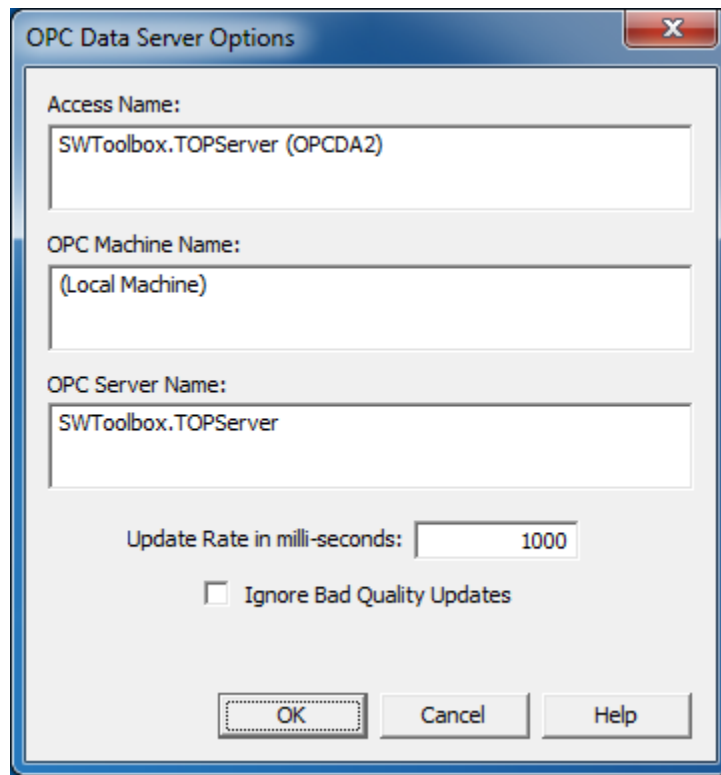 OPC Data Server Options
Access Name:
SWToolbox.TOPServer (OPCDA2)
OPC Machine Name:
(Local Machine)
OPC Server Name:
SWToolbox.TOPServer
Update Rate in milli-seconds: 1000
Ignore Bad Quality Updates
OK Cancel Help